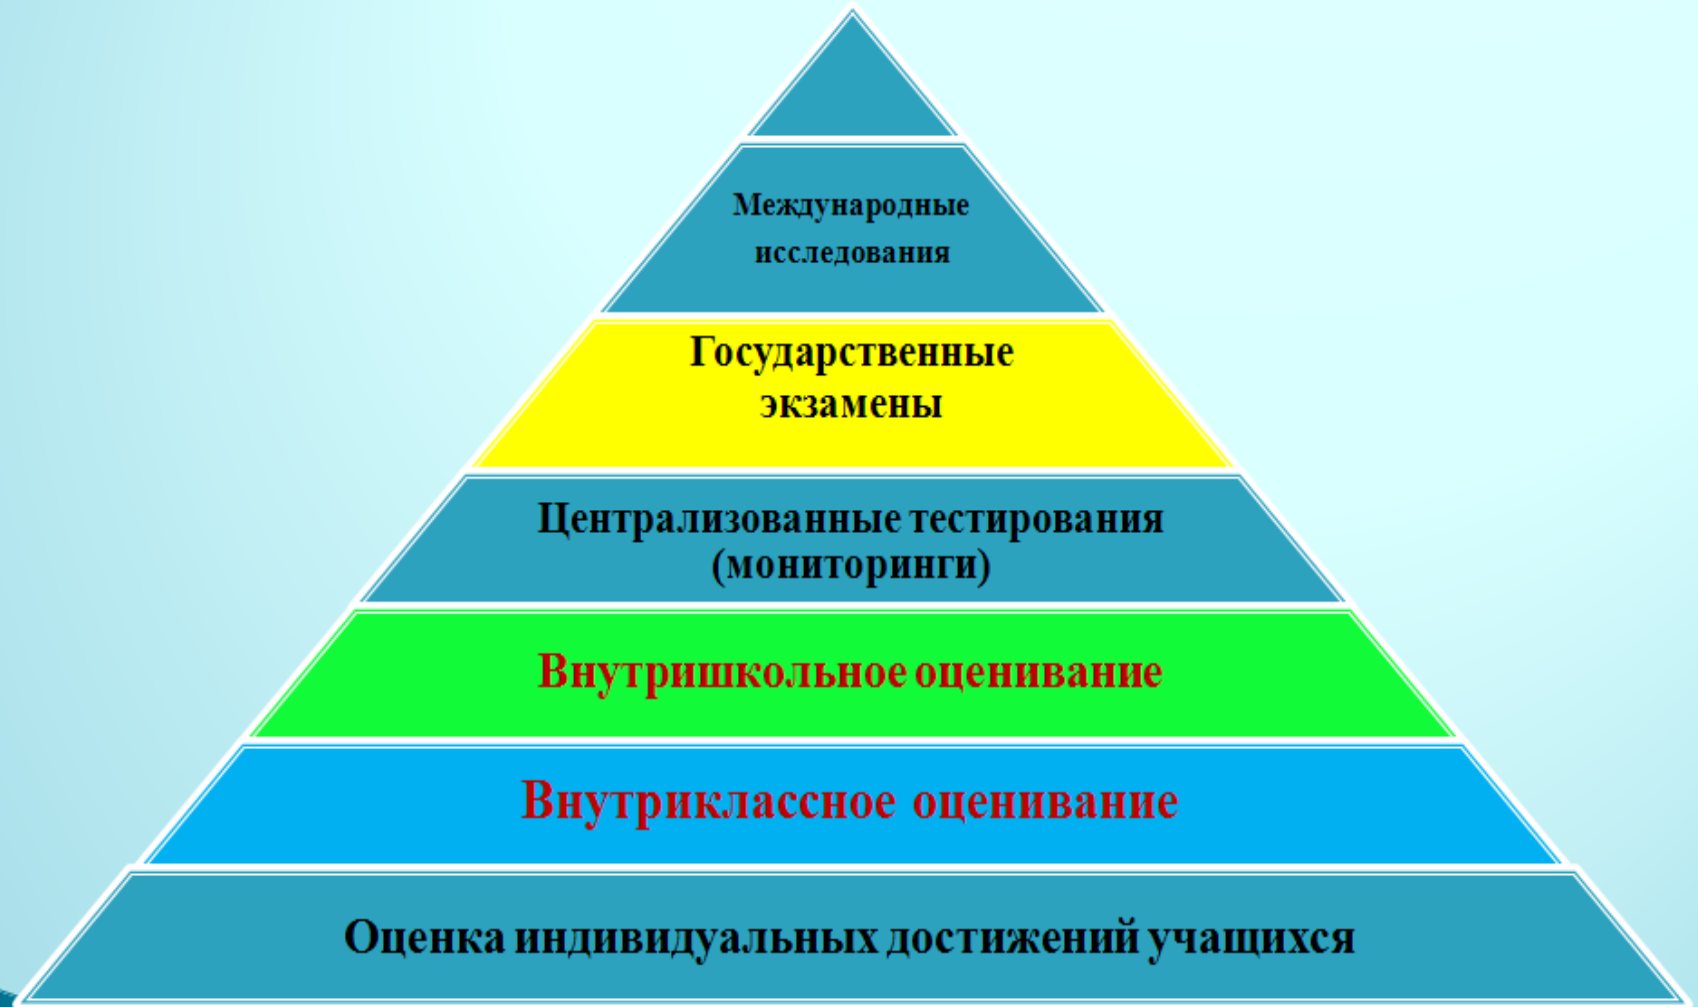 Международные
исследования
Государственные
экзамены
Централизованные тестирования
(мониторинги)
Внутришкольное оценивание
Внутриклассное оценивание
Оценка индивидуальных достижений учащихся